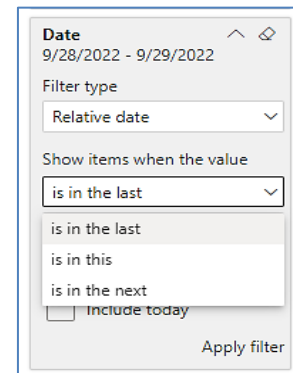 Date
9/28/2022 - 9/29/2022
Filter type
Relative date
Show items when the value
is in the last
is in the last
is in this
is in the next
Include today
Apply filter